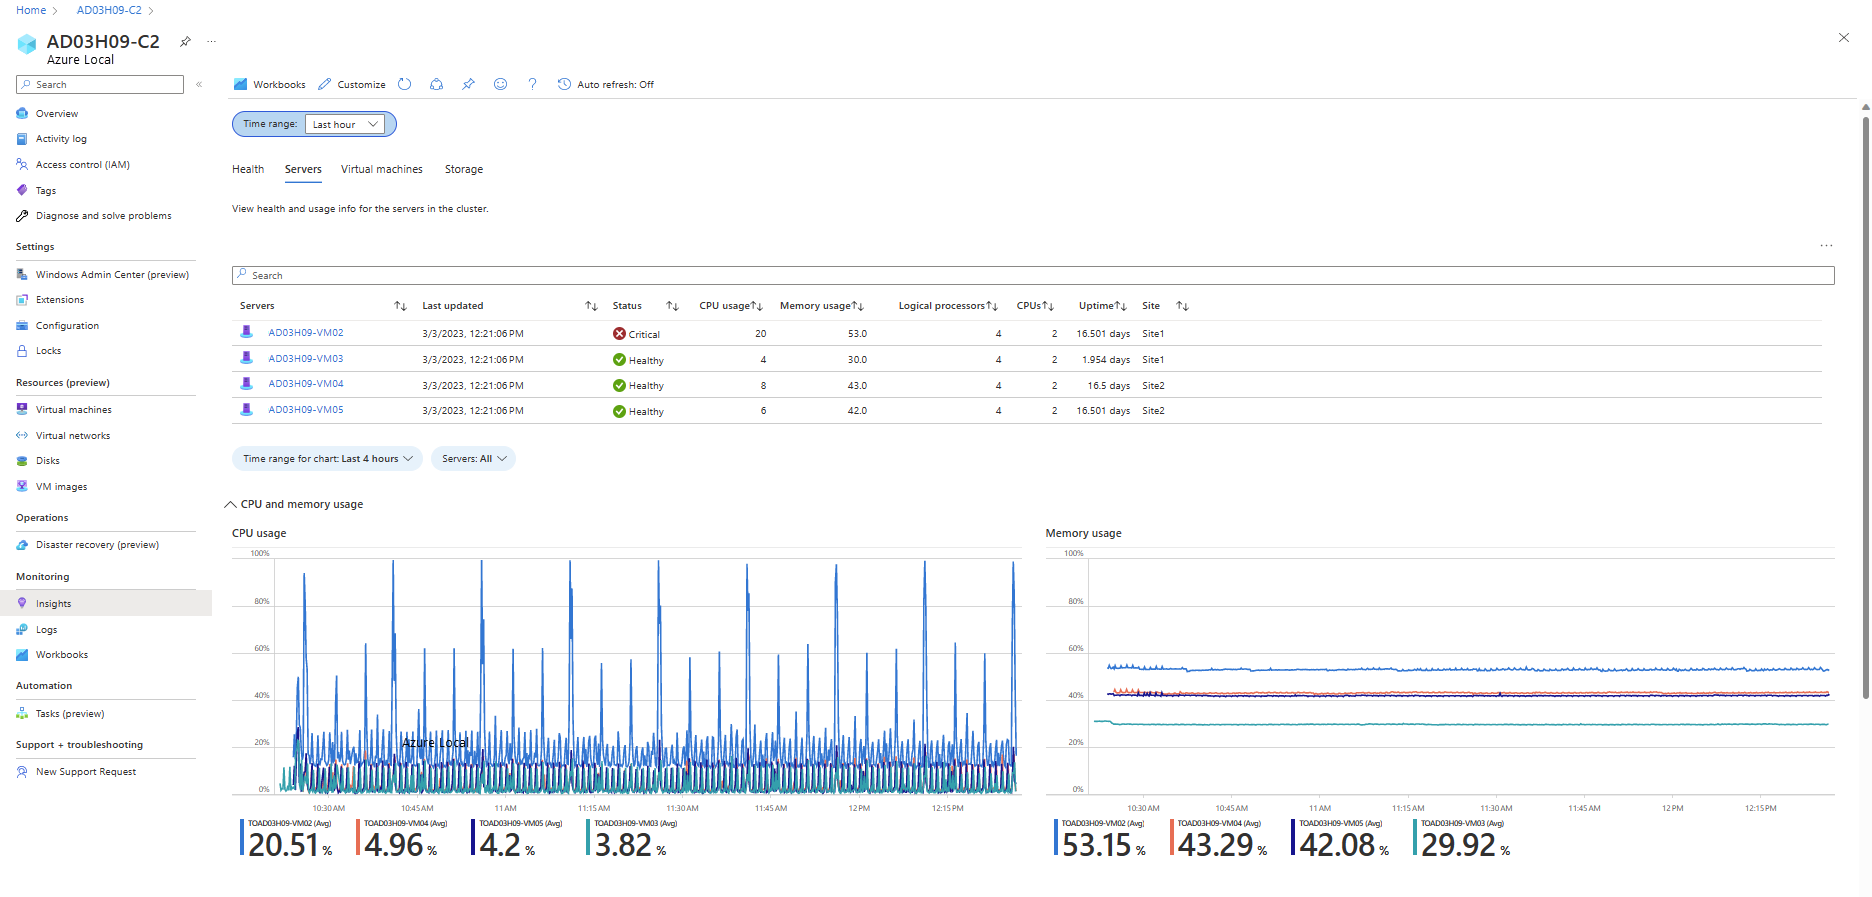 Home > AD03H09-C2 >
AD03H09-C2 ...
Azure Local
Search «
Overview
Activity log
Access control (IAM)
Tags
Diagnose and solve problems
Settings
Windows Admin Center (preview)
Extensions
Configuration
Locks
Resources (preview)
Virtual machines
Virtual networks
Disks
VM images
Operations
Disaster recovery (preview)
Monitoring
Insights
Logs
Workbooks
Automation
Tasks (preview)
Support + troubleshooting
New Support Request
Workbooks Customize ? Auto refresh: Off
Time range: Last hour
Health Servers Virtual machines Storage
View health and usage info for the servers in the cluster.
...
Search
Servers ↑↓ Last updated ↑↓ Status ↑↓ CPU usage↑↓ Memory usage↑↓ Logical processors↑↓ CPUs↑↓ Uptime↑↓ Site ↑↓
AD03H09-VM02 3/3/2023, 12:21:06 PM Critical 20 53.0 4 2 16.501 days Site1
AD03H09-VM03 3/3/2023, 12:21:06 PM Healthy 4 30.0 4 2 1.954 days Site1
AD03H09-VM04 3/3/2023, 12:21:06 PM Healthy 8 43.0 4 2 16.5 days Site2
AD03H09-VM05 3/3/2023, 12:21:06 PM Healthy 6 42.0 4 2 16.501 days Site2
Time range for chart: Last 4 hours Servers: All
CPU and memory usage
CPU usage
100%
80%
60%
40%
20%
0%
Azure Local
10:30 AM 10:45 AM 11 AM 11:15 AM 11:30 AM 11:45 AM 12 PM 12:15 PM
TOAD03H09-VM02 (Avg) TOAD03H09-VM04 (Avg) TOAD03H09-VM05 (Avg) TOAD03H09-VM03 (Avg)
20.51 % 4.96 % 4.2 % 3.82 %
Memory usage
100%
80%
60%
40%
20%
0%
10:30 AM 10:45 AM 11 AM 11:15 AM 11:30 AM 11:45 AM 12 PM 12:15 PM
TOAD03H09-VM02 (Avg) TOAD03H09-VM04 (Avg) TOAD03H09-VM05 (Avg) TOAD03H09-VM03 (Avg)
53.15 % 43.29 % 42.08 % 29.92 %